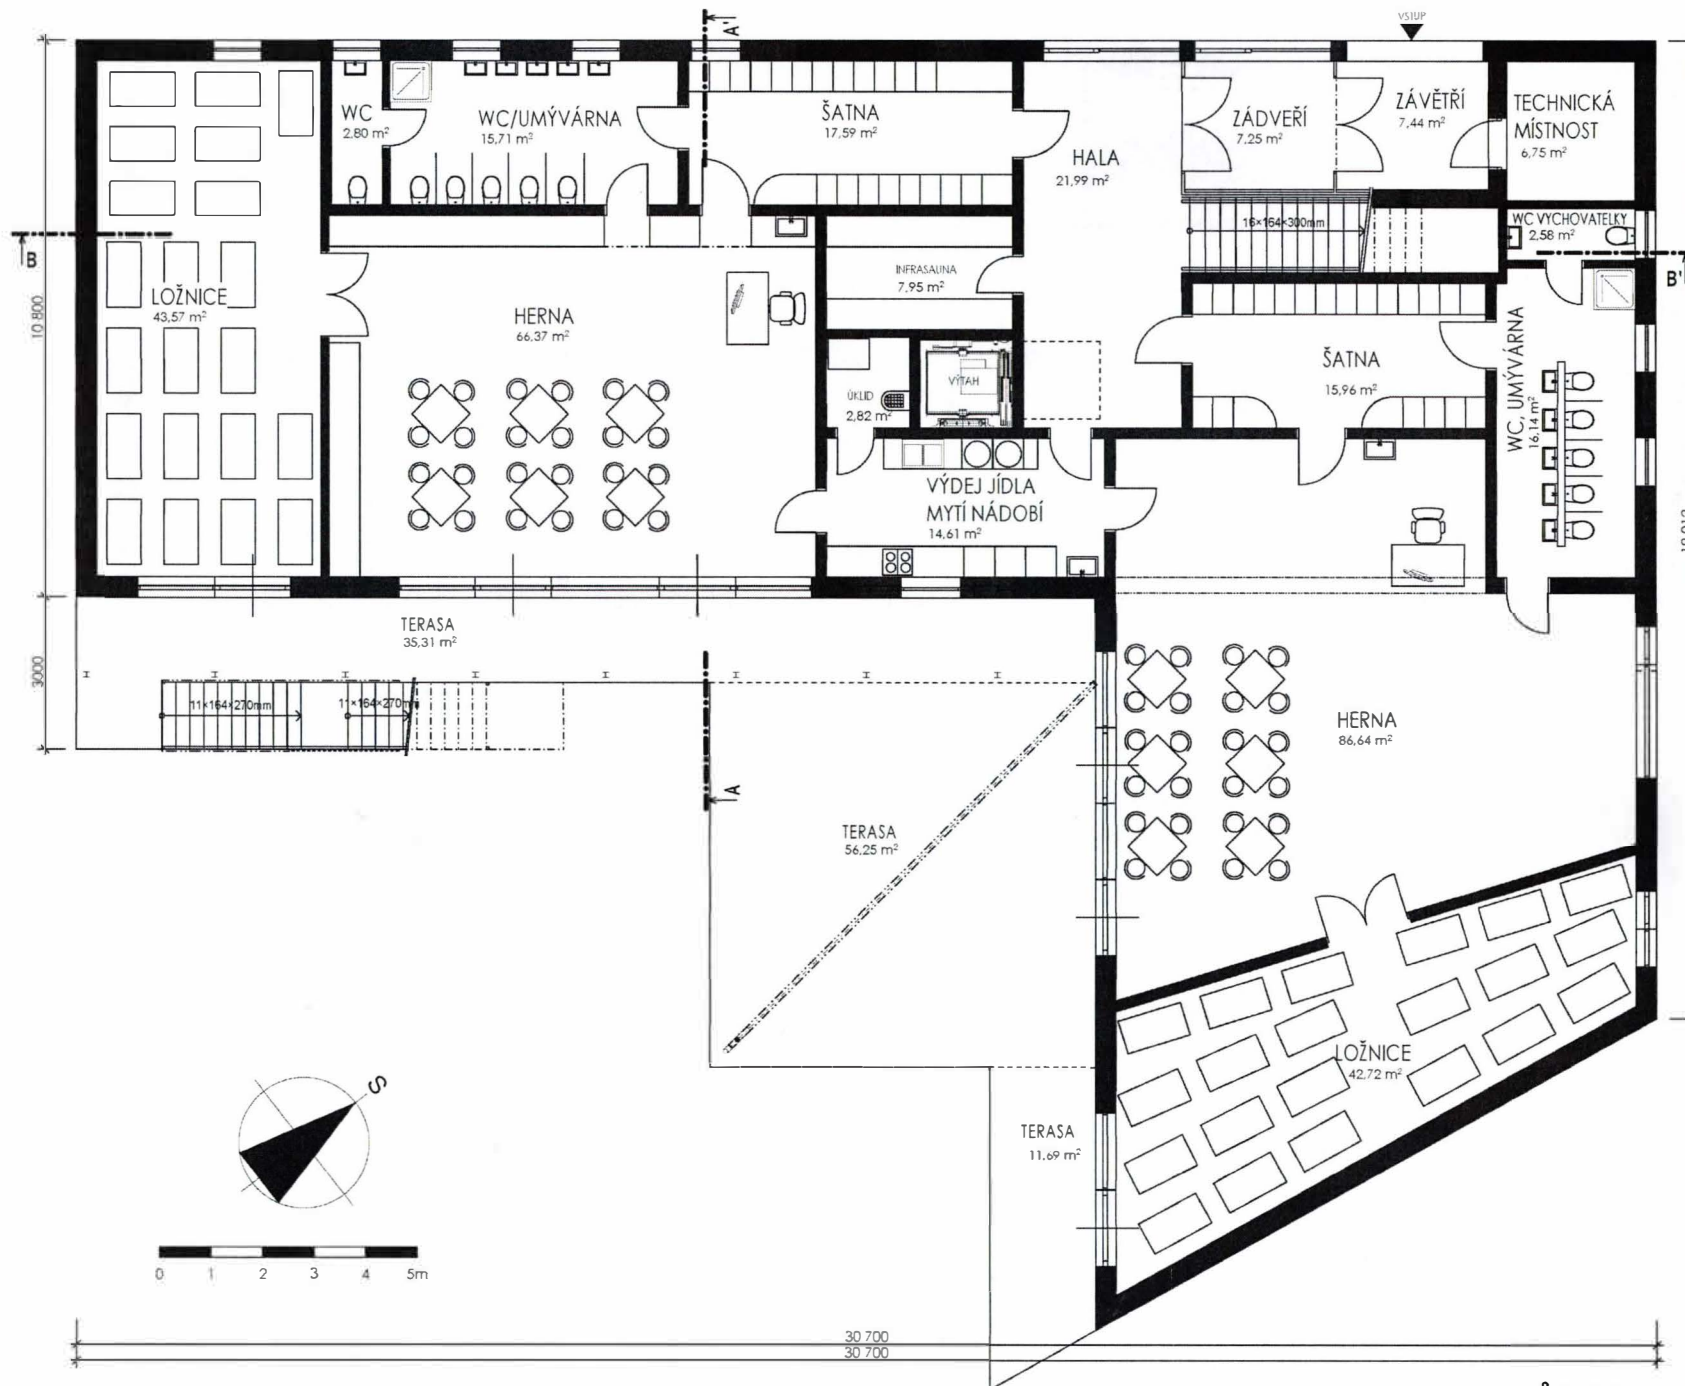 VSTUP
A'
WC
2,80 m²
WC/UMÝVÁRNA
15,71 m²
ŠATNA
17,59 m²
HALA
21,99 m²
ZÁDVEŘÍ
7,25 m²
ZÁVĚTŘÍ
7,44 m²
TECHNICKÁ
MÍSTNOST
6,75 m²
16×164×300mm
WC VYCHOVATELKY
2,58 m²
B
B'
LOŽNICE
43,57 m²
HERNA
66,37 m²
INFRASAUNA
7,95 m²
ÚKLID
2,82 m²
VÝTAH
ŠATNA
15,96 m²
WC, UMÝVÁRNA
16,14 m²
10 800
VÝDEJ JÍDLA
MYTÍ NÁDOBÍ
14,61 m²
TERASA
35,31 m²
3000
11×164×270mm
11×164×270mm
A
HERNA
86,64 m²
TERASA
56,25 m²
LOŽNICE
42,72 m²
TERASA
11,69 m²
S
0 1 2 3 4 5m
30 700
30 700